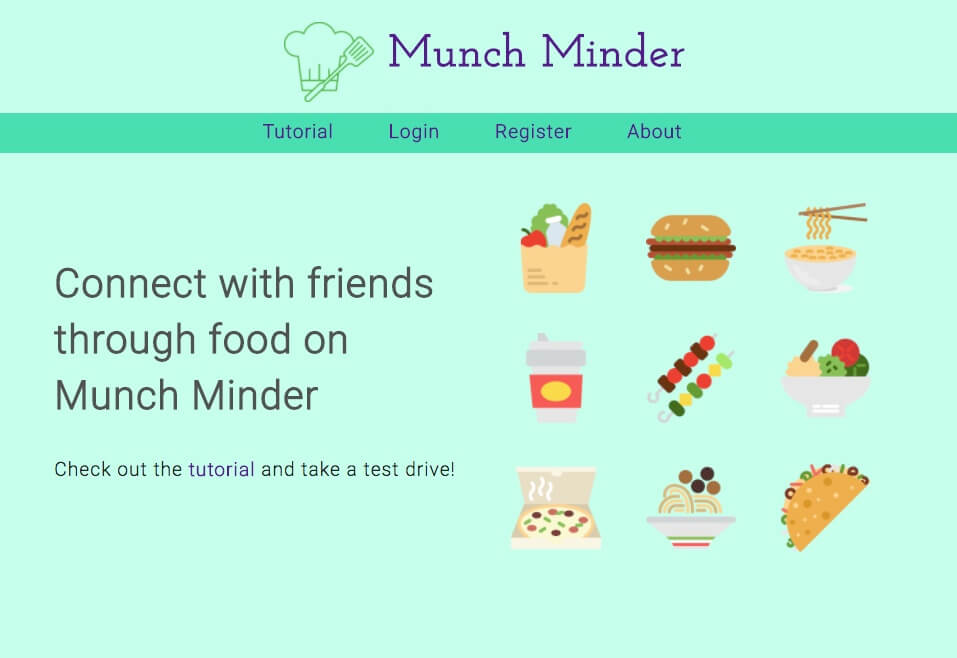 Munch Minder
Tutorial Login Register About
Connect with friends
through food on
Munch Minder
Check out the tutorial and take a test drive!